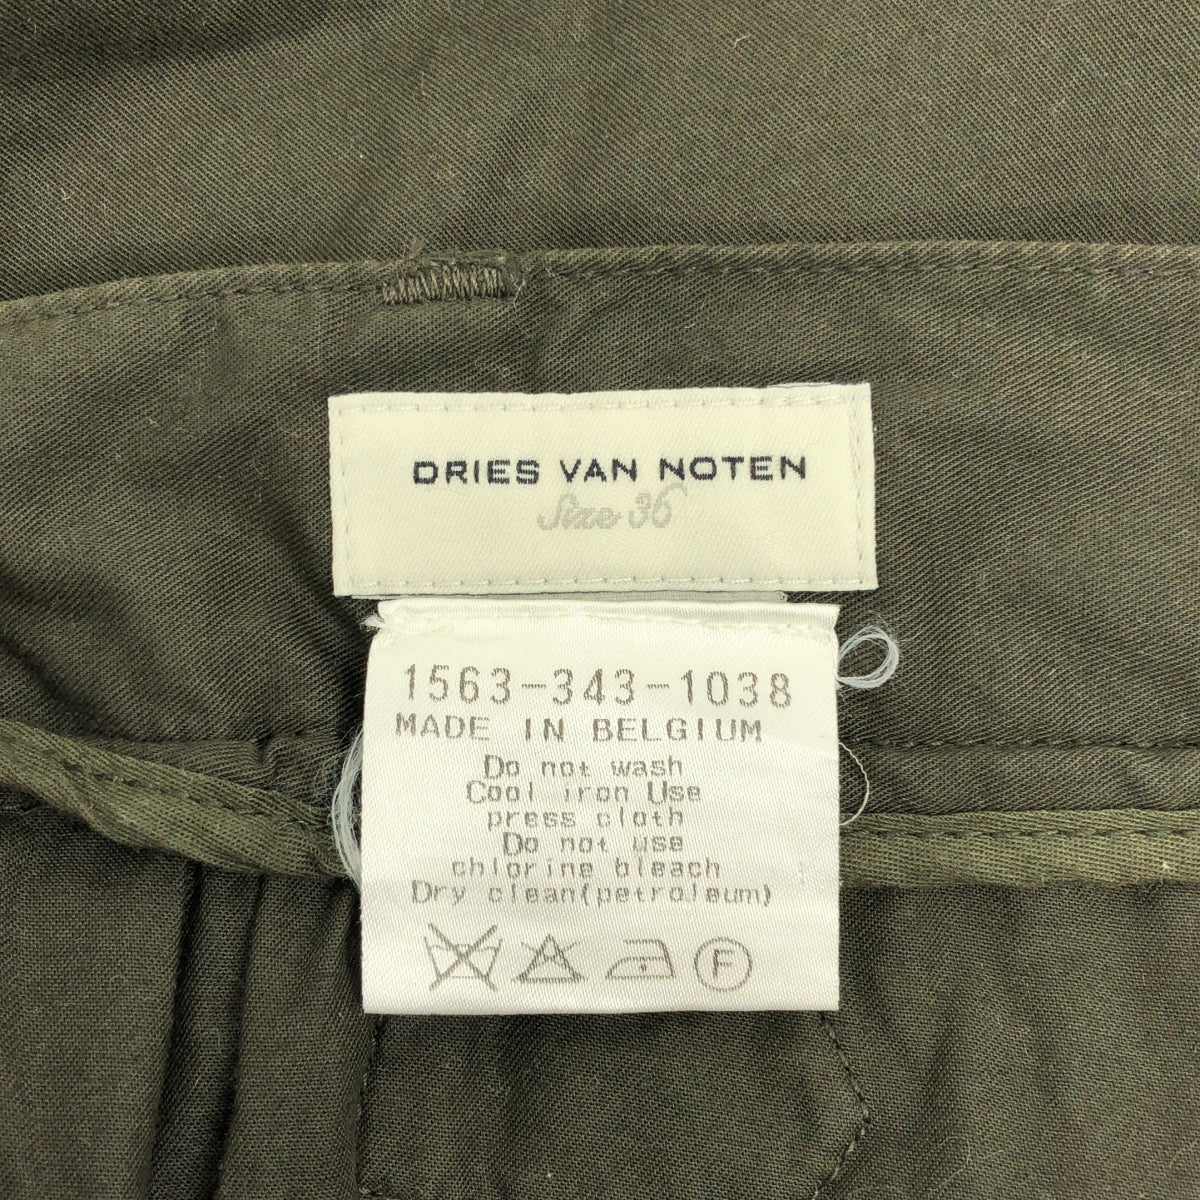 DRIES VAN NOTEN
Size 36
1563-343-1038
MADE IN BELGIUM
Do not wash
Cool iron Use
press cloth
Do not use
chlorine bleach
Dry clean(petroleum)
F